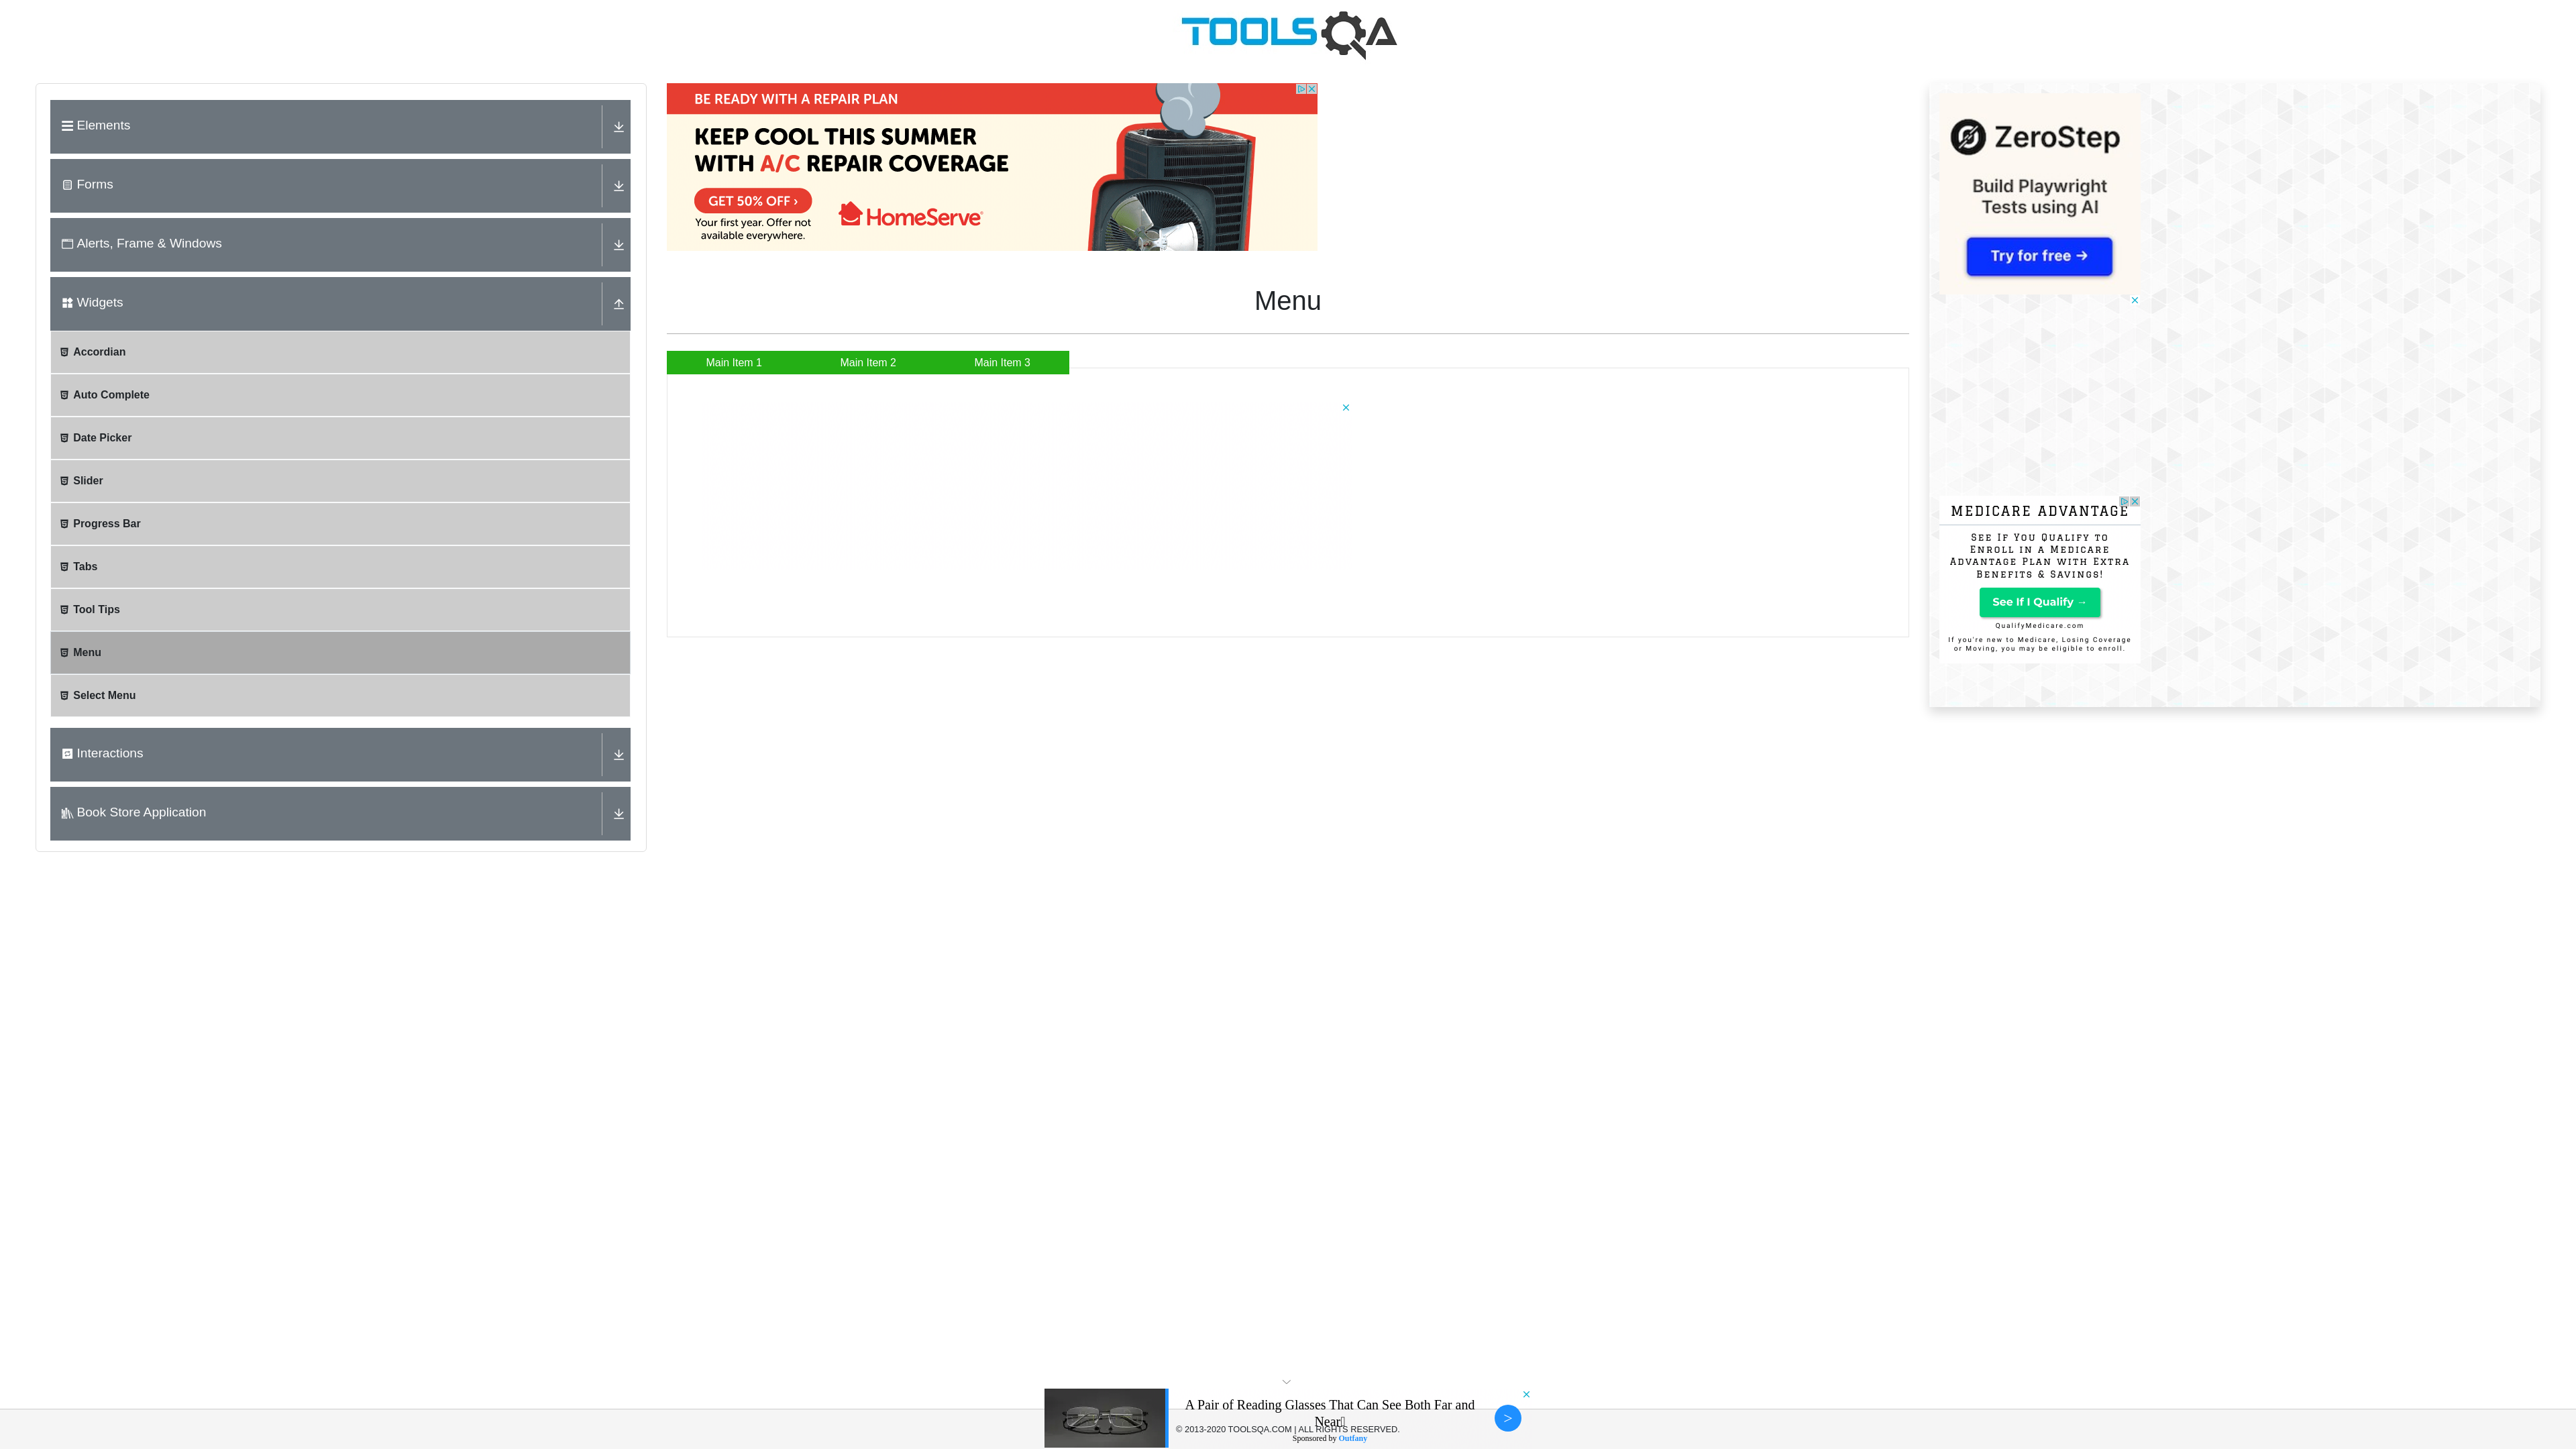 TOOLSQA
Elements
Forms
Alerts, Frame & Windows
Widgets
Accordian
Auto Complete
Date Picker
Slider
Progress Bar
Tabs
Tool Tips
Menu
Select Menu
Interactions
Book Store Application
BE READY WITH A REPAIR PLAN
KEEP COOL THIS SUMMER
WITH A/C REPAIR COVERAGE
GET 50% OFF ›
Your first year. Offer not
available everywhere.
HomeServe
Menu
Main Item 1
Main Item 2
Main Item 3
ZeroStep
Build Playwright
Tests using AI
Try for free →
MEDICARE ADVANTAGE
See If You Qualify to
Enroll in a Medicare
Advantage Plan with Extra
Benefits & Savings!
See If I Qualify →
QualifyMedicare.com
If you're new to Medicare, Losing Coverage
or Moving, you may be eligible to enroll.
A Pair of Reading Glasses That Can See Both Far and
Near
© 2013-2020 TOOLSQA.COM | ALL RIGHTS RESERVED.
Sponsored by Outfany